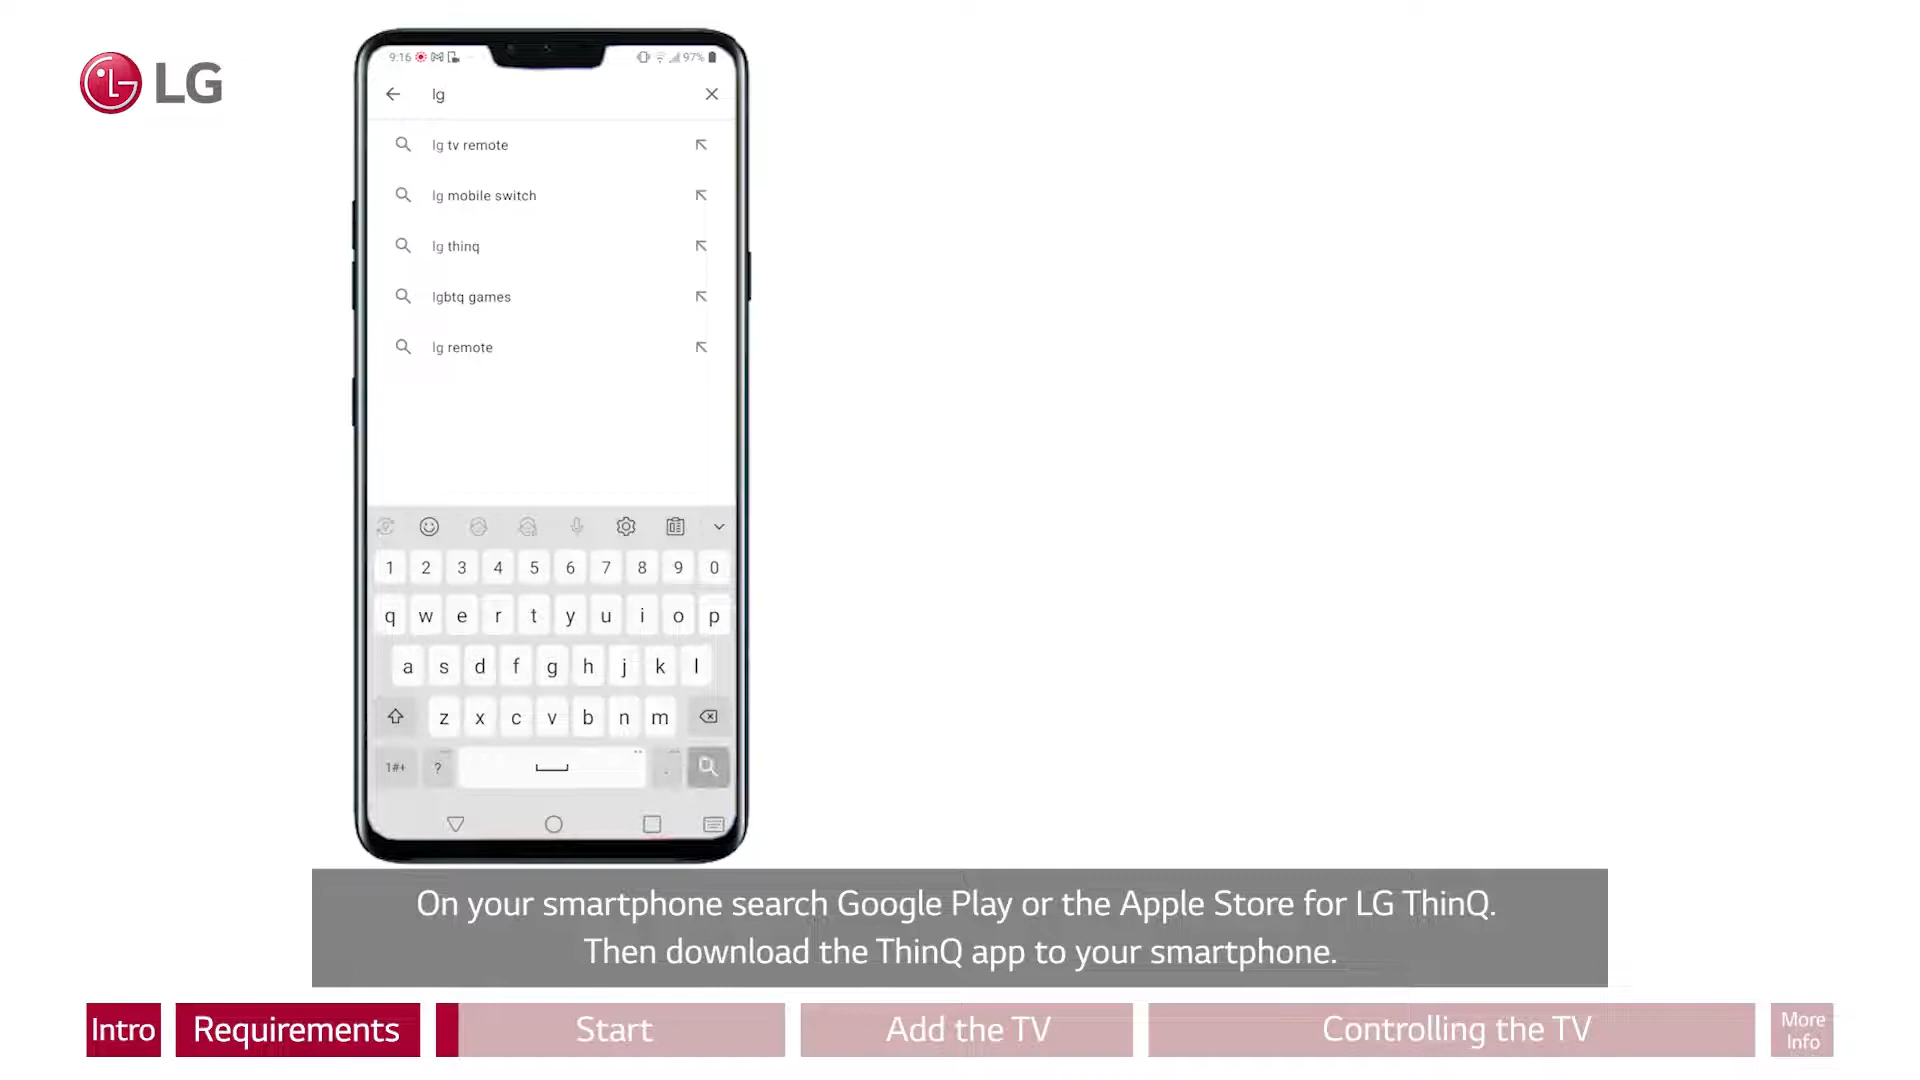 LG
9:16
97%
lg
lg tv remote
lg mobile switch
lg thinq
lgbtq games
lg remote
1 2 3 4 5 6 7 8 9 0
q w e r t y u i o p
a s d f g h j k l
z x c v b n m
1#+ ? .
On your smartphone search Google Play or the Apple Store for LG ThinQ.
Then download the ThinQ app to your smartphone.
Intro
Requirements
Start
Add the TV
Controlling the TV
More
Info